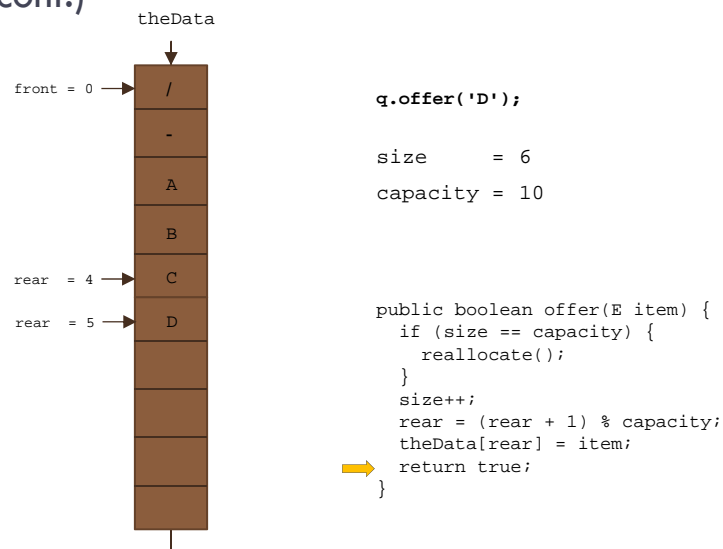 theData
front = 0
/
-
A
B
rear = 4
C
rear = 5
D
q.offer('D');
size = 6
capacity = 10
public boolean offer(E item) {
if (size == capacity) {
reallocate();
}
size++;
rear = (rear + 1) % capacity;
theData[rear] = item;
return true;
}